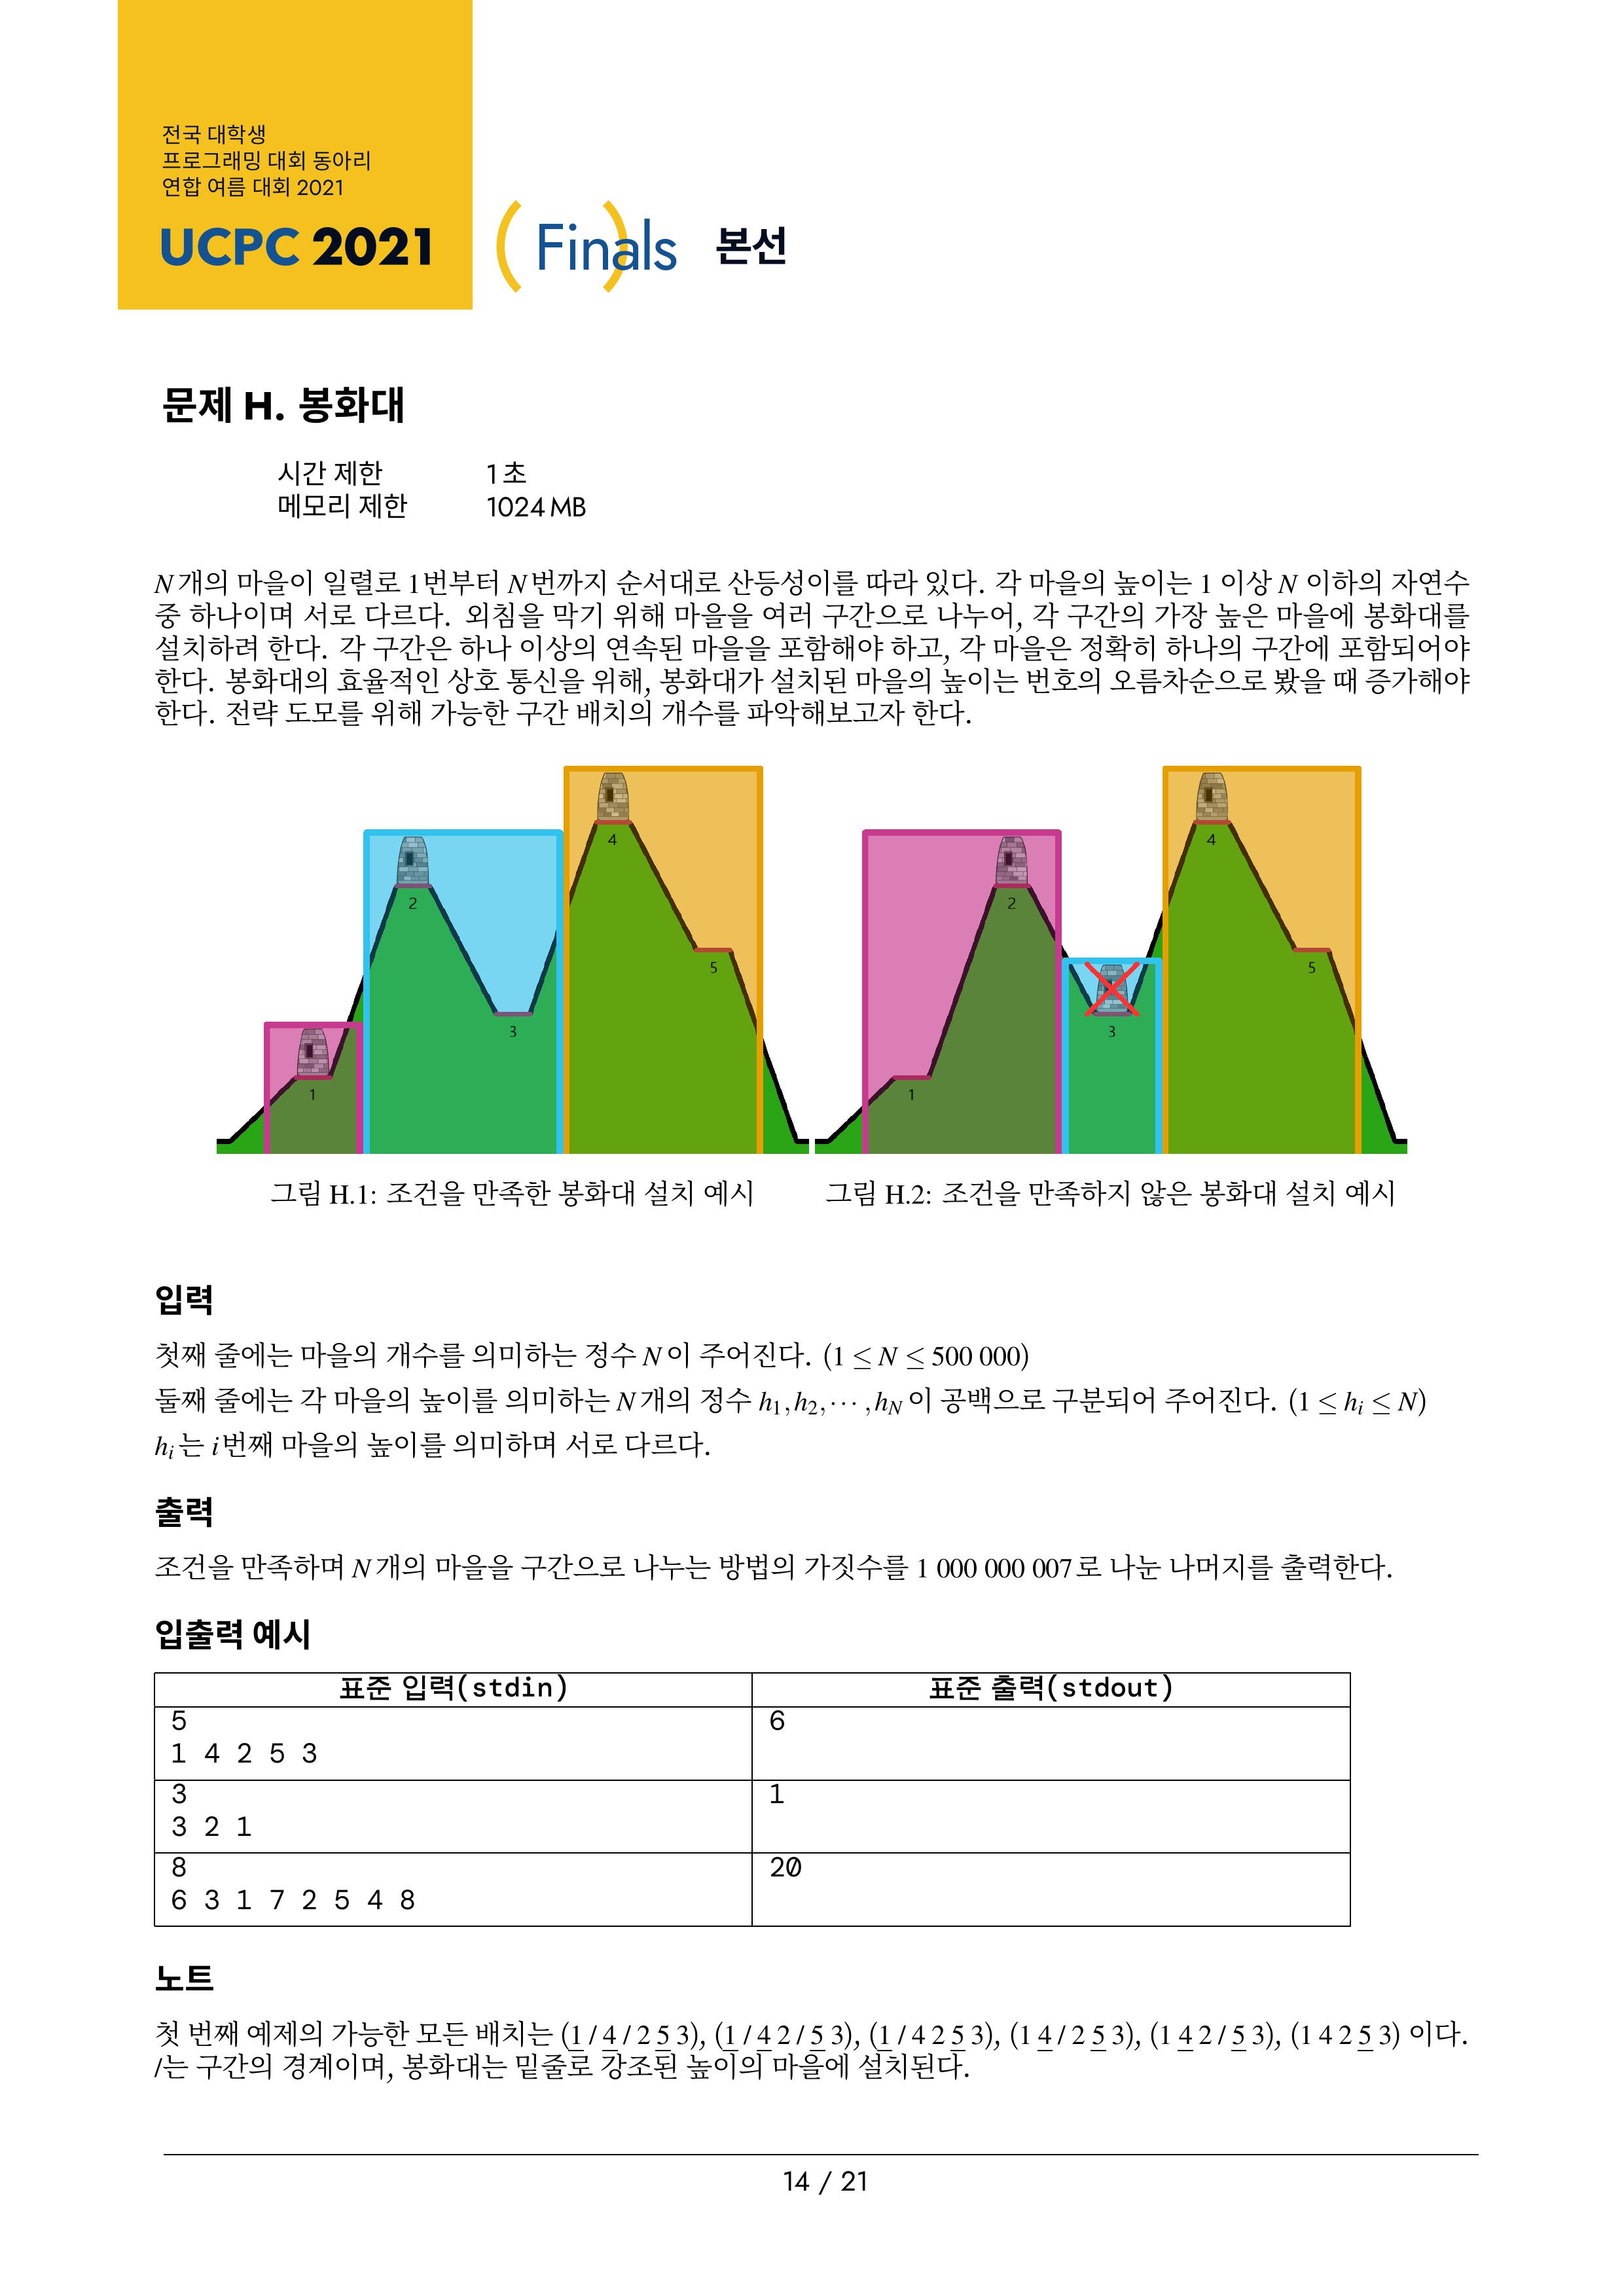 전국 대학생
프로그래밍 대회 동아리
연합 여름 대회 2021
UCPC 2021 (Finals) 본선
문제 H. 봉화대
시간 제한 1 초
메모리 제한 1024 MB
N개의 마을이 일렬로 1번부터 N번까지 순서대로 산등성이를 따라 있다. 각 마을의 높이는 1 이상 N 이하의 자연수
중 하나이며 서로 다르다. 외침을 막기 위해 마을을 여러 구간으로 나누어, 각 구간의 가장 높은 마을에 봉화대를
설치하려 한다. 각 구간은 하나 이상의 연속된 마을을 포함해야 하고, 각 마을은 정확히 하나의 구간에 포함되어야
한다. 봉화대의 효율적인 상호 통신을 위해, 봉화대가 설치된 마을의 높이는 번호의 오름차순으로 봤을 때 증가해야
한다. 전략 도모를 위해 가능한 구간 배치의 개수를 파악해보고자 한다.
1 2 3 4 5
1 2 3 4 5
그림 H.1: 조건을 만족한 봉화대 설치 예시
그림 H.2: 조건을 만족하지 않은 봉화대 설치 예시
입력
첫째 줄에는 마을의 개수를 의미하는 정수 N이 주어진다. (1 ≤ N ≤ 500 000)
둘째 줄에는 각 마을의 높이를 의미하는 N개의 정수 h₁, h₂, ⋯ , h_N이 공백으로 구분되어 주어진다. (1 ≤ hᵢ ≤ N)
hᵢ는 i번째 마을의 높이를 의미하며 서로 다르다.
출력
조건을 만족하며 N개의 마을을 구간으로 나누는 방법의 가짓수를 1 000 000 007로 나눈 나머지를 출력한다.
입출력 예시
표준 입력(stdin) 표준 출력(stdout)
5 6
1 4 2 5 3
3 1
3 2 1
8 20
6 3 1 7 2 5 4 8
노트
첫 번째 예제의 가능한 모든 배치는 (1 / 4 / 2 5 3), (1 / 4 2 / 5 3), (1 / 4 2 5 3), (1 4 / 2 5 3), (1 4 2 / 5 3), (1 4 2 5 3) 이다.
/는 구간의 경계이며, 봉화대는 밑줄로 강조된 높이의 마을에 설치된다.
14 / 21